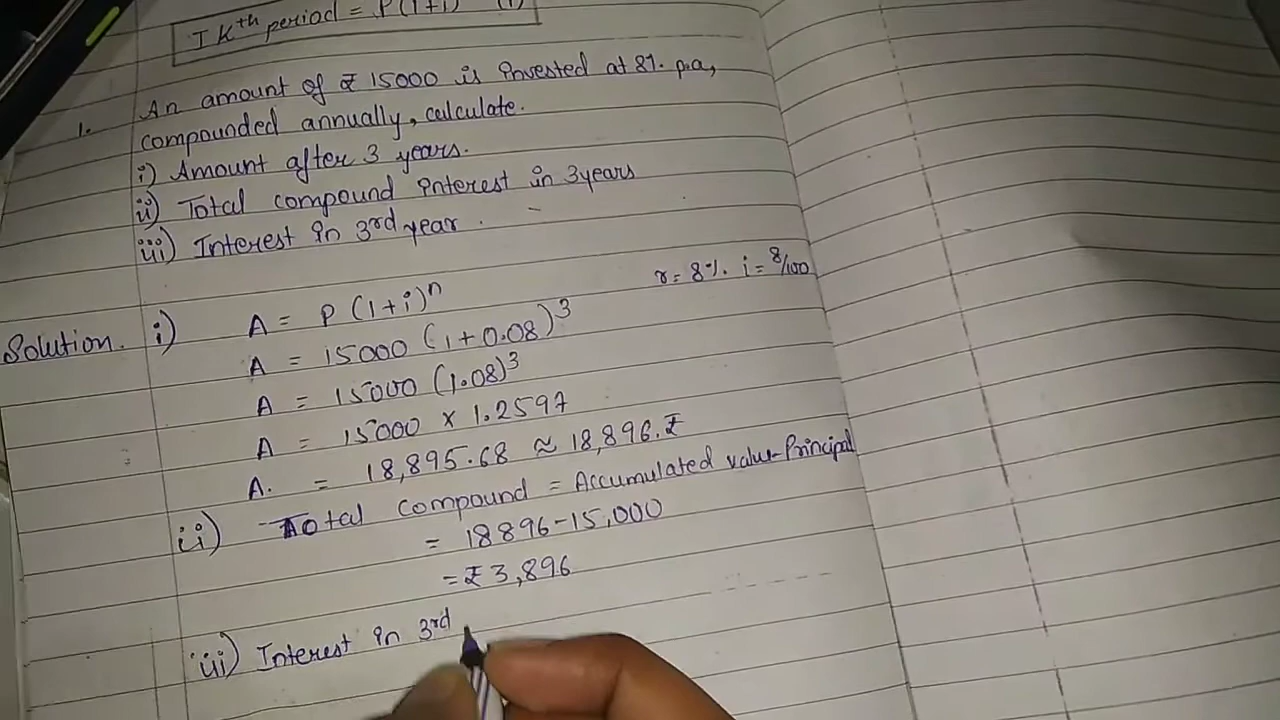 I Kth period = P(1+i) (i)
1. An amount of ₹ 15000 is invested at 8% p.a,
compounded annually, calculate.
i) Amount after 3 years.
ii) Total compound interest in 3 years
iii) Interest in 3rd year.
r = 8% i = 8/100
Solution. i) A = P (1+i)^n
A = 15000 (1+0.08)^3
A = 15000 (1.08)^3
A = 15000 × 1.2597
A. = 18,895.68 ≈ 18,896.₹
ii) Total compound = Accumulated value-Principal
= 18896-15,000
= ₹ 3,896
iii) Interest in 3rd